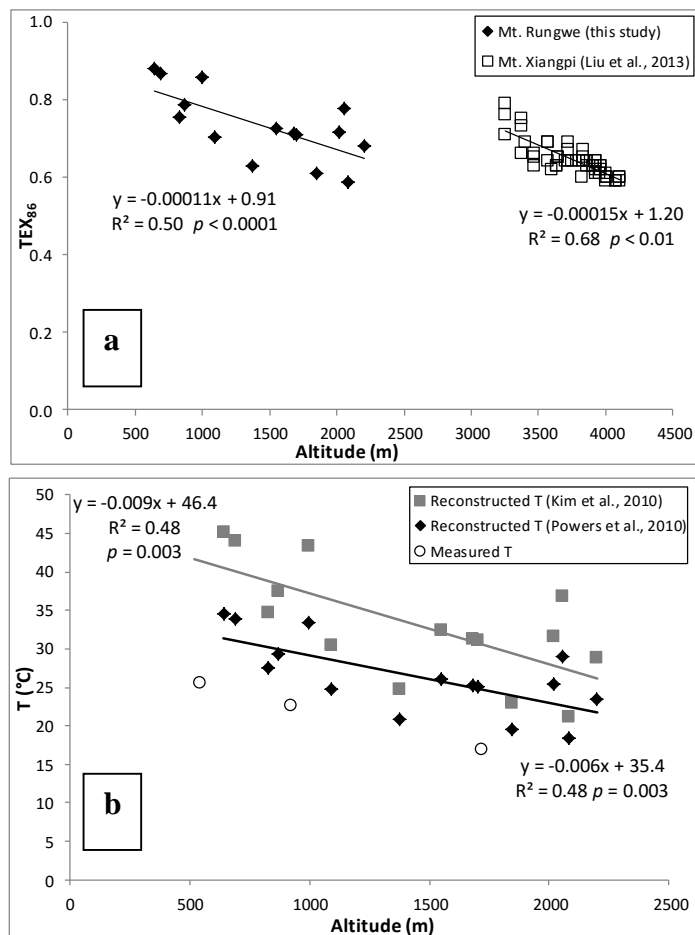 1.0
0.8
0.6
0.4
0.2
0.0
TEX86
◆ Mt. Rungwe (this study)
□ Mt. Xiangpi (Liu et al., 2013)
y = -0.00011x + 0.91
R² = 0.50 p < 0.0001
y = -0.00015x + 1.20
R² = 0.68 p < 0.01
a
0 500 1000 1500 2000 2500 3000 3500 4000 4500
Altitude (m)
50
45
40
35
30
25
20
15
10
5
0
T (°C)
y = -0.009x + 46.4
R² = 0.48
p = 0.003
Reconstructed T (Kim et al., 2010)
Reconstructed T (Powers et al., 2010)
Measured T
y = -0.006x + 35.4
R² = 0.48 p = 0.003
b
0 500 1000 1500 2000 2500
Altitude (m)